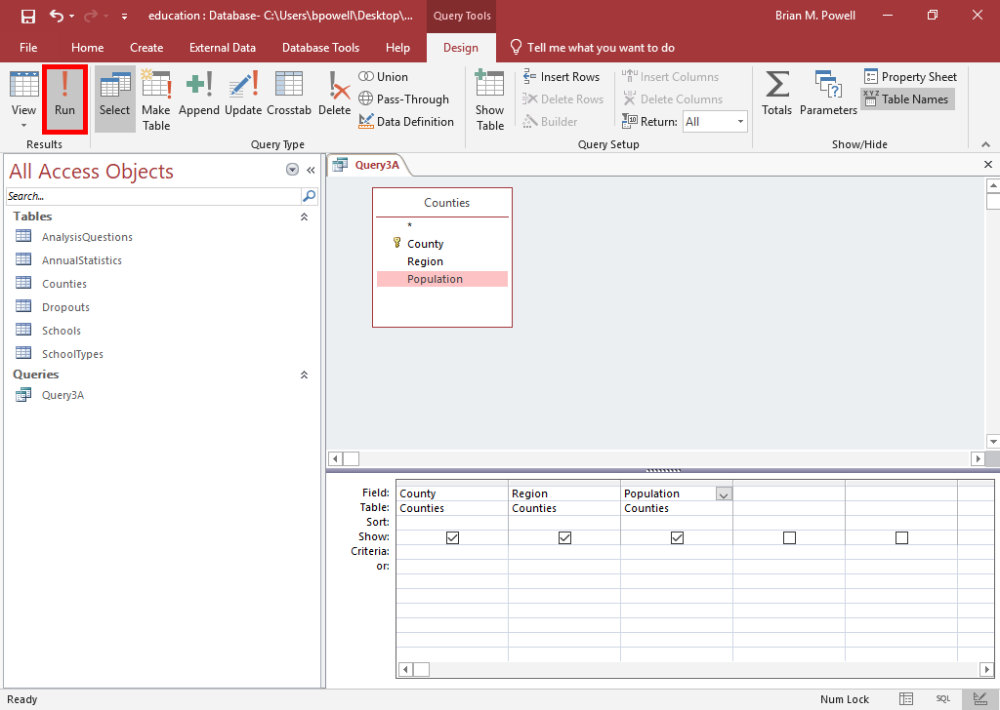 education : Database- C:\Users\bpowell\Desktop\... Query Tools Brian M. Powell
File Home Create External Data Database Tools Help Design Tell me what you want to do
View Run Select Make Table Append Update Crosstab Delete
Union
Pass-Through
Data Definition
Show Table
Insert Rows
Delete Rows
Builder
Insert Columns
Delete Columns
Return: All
Totals Parameters
Property Sheet
XYZ Table Names
Results Query Type Query Setup Show/Hide
All Access Objects
Search...
Tables
AnalysisQuestions
AnnualStatistics
Counties
Dropouts
Schools
SchoolTypes
Queries
Query3A
Query3A
Counties
*
County
Region
Population
Field: County Region Population
Table: Counties Counties Counties
Sort:
Show:
Criteria:
or:
Ready Num Lock SQL